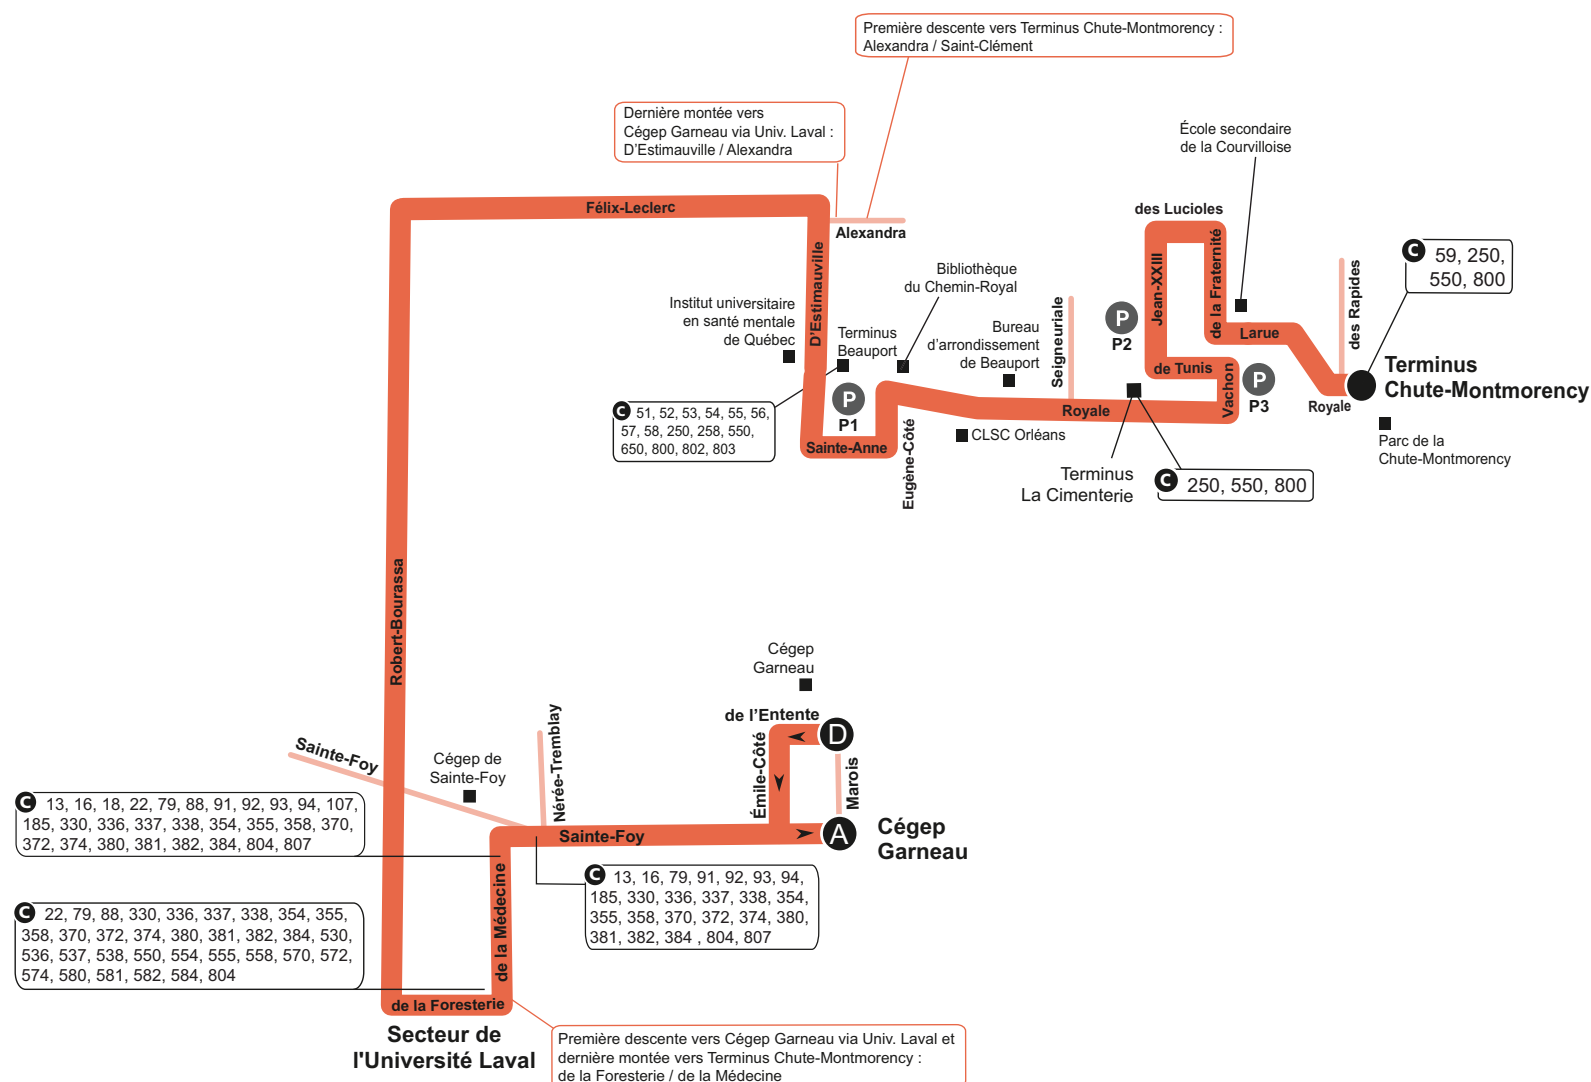 Première descente vers Terminus Chute-Montmorency :
Alexandra / Saint-Clément
Dernière montée vers
Cégep Garneau via Univ. Laval :
D'Estimauville / Alexandra
École secondaire
de la Courvilloise
Félix-Leclerc
des Lucioles
Alexandra
D'Estimauville
Jean-XXIII
de la Fraternité
des Rapides
C 59, 250,
550, 800
Bibliothèque
du Chemin-Royal
Institut universitaire
en santé mentale
de Québec
Terminus
Beauport
Bureau
d'arrondissement
de Beauport
Seigneuriale
P
P2
Larue
de Tunis
Vachon
P
P3
Terminus
Chute-Montmorency
Royale
P
P1
C 51, 52, 53, 54, 55, 56,
57, 58, 250, 258, 550,
650, 800, 802, 803
Sainte-Anne
Eugène-Côté
Royale
CLSC Orléans
Parc de la
Chute-Montmorency
Terminus
La Cimenterie
C 250, 550, 800
Robert-Bourassa
Cégep
Garneau
de l'Entente
D
Émile-Côté
Marois
Sainte-Foy
Cégep de
Sainte-Foy
Nérée-Tremblay
C 13, 16, 18, 22, 79, 88, 91, 92, 93, 94, 107,
185, 330, 336, 337, 338, 354, 355, 358, 370,
372, 374, 380, 381, 382, 384, 804, 807
Sainte-Foy
A
Cégep
Garneau
de la Médecine
C 13, 16, 79, 91, 92, 93, 94,
185, 330, 336, 337, 338, 354,
355, 358, 370, 372, 374, 380,
381, 382, 384 , 804, 807
C 22, 79, 88, 330, 336, 337, 338, 354, 355,
358, 370, 372, 374, 380, 381, 382, 384, 530,
536, 537, 538, 550, 554, 555, 558, 570, 572,
574, 580, 581, 582, 584, 804
de la Foresterie
Secteur de
l'Université Laval
Première descente vers Cégep Garneau via Univ. Laval et
dernière montée vers Terminus Chute-Montmorency :
de la Foresterie / de la Médecine